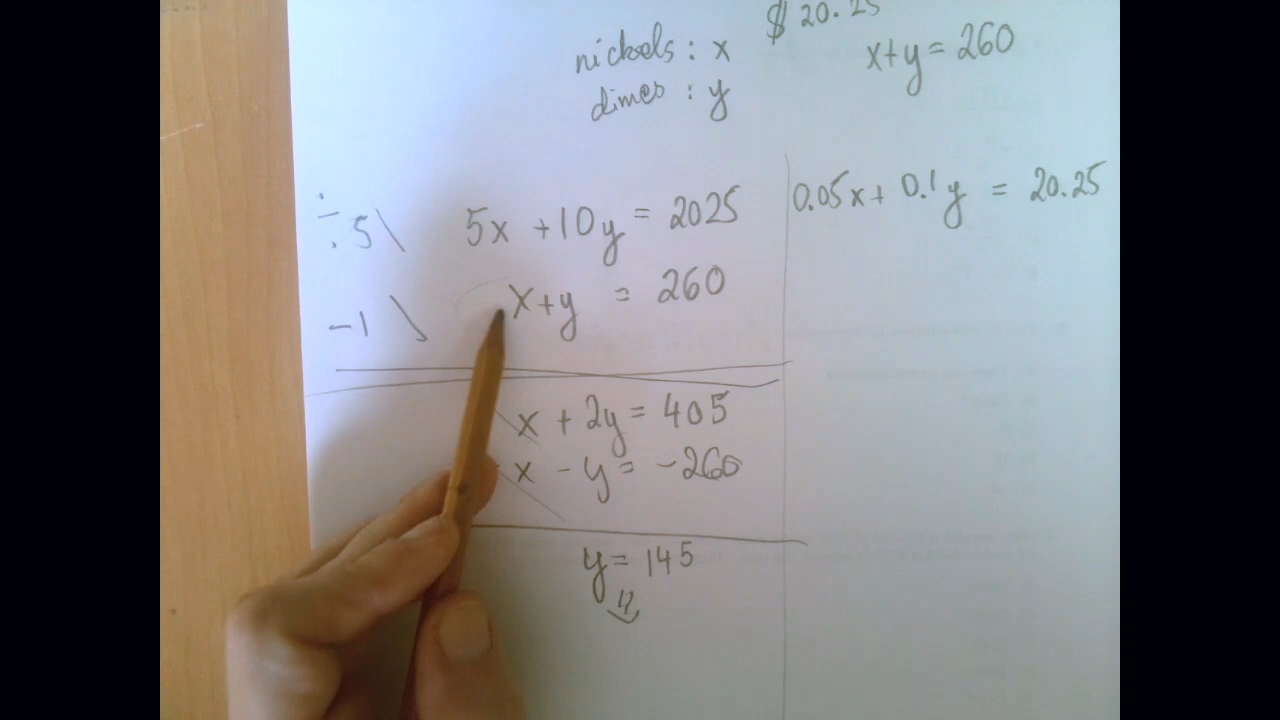 $ 20.25
nickels : x
x+y = 260
dimes : y
÷5 \ 5x + 10y = 2025
0.05x + 0.1y = 20.25
-1 \ x+y = 260
x + 2y = 405
x - y = -260
y = 145